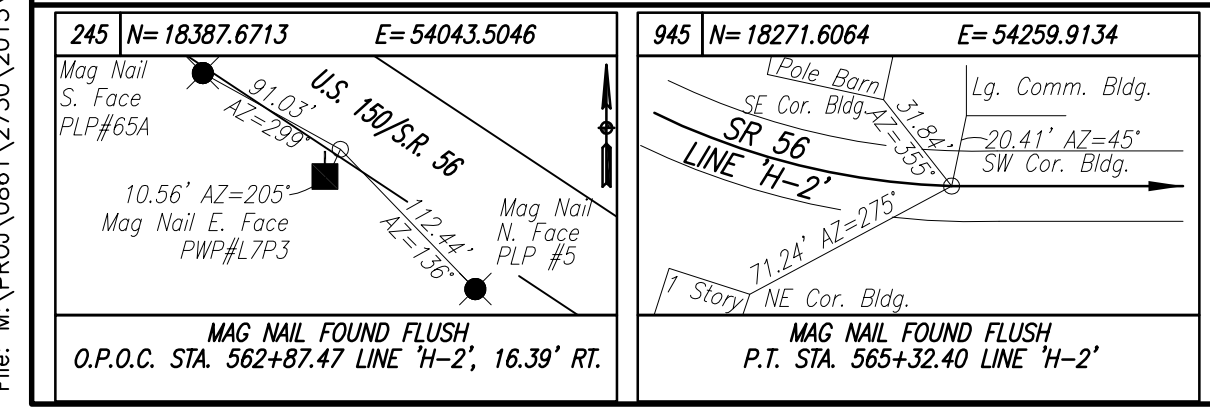 245 N= 18387.6713 E= 54043.5046
Mag Nail
S. Face
PLP#65A
91.03'
AZ=299°
U.S. 150/S.R. 56
10.56' AZ=205°
Mag Nail E. Face
PWP#L7P3
112.44'
AZ=136°
Mag Nail
N. Face
PLP #5
MAG NAIL FOUND FLUSH
O.P.O.C. STA. 562+87.47 LINE 'H-2', 16.39' RT.
945 N= 18271.6064 E= 54259.9134
Pole Barn
SE Cor. Bldg.
31.84'
AZ=355°
Lg. Comm. Bldg.
20.41' AZ=45°
SW Cor. Bldg.
SR 56
LINE 'H-2'
71.24' AZ=275°
1 Story
NE Cor. Bldg.
MAG NAIL FOUND FLUSH
P.T. STA. 565+32.40 LINE 'H-2'